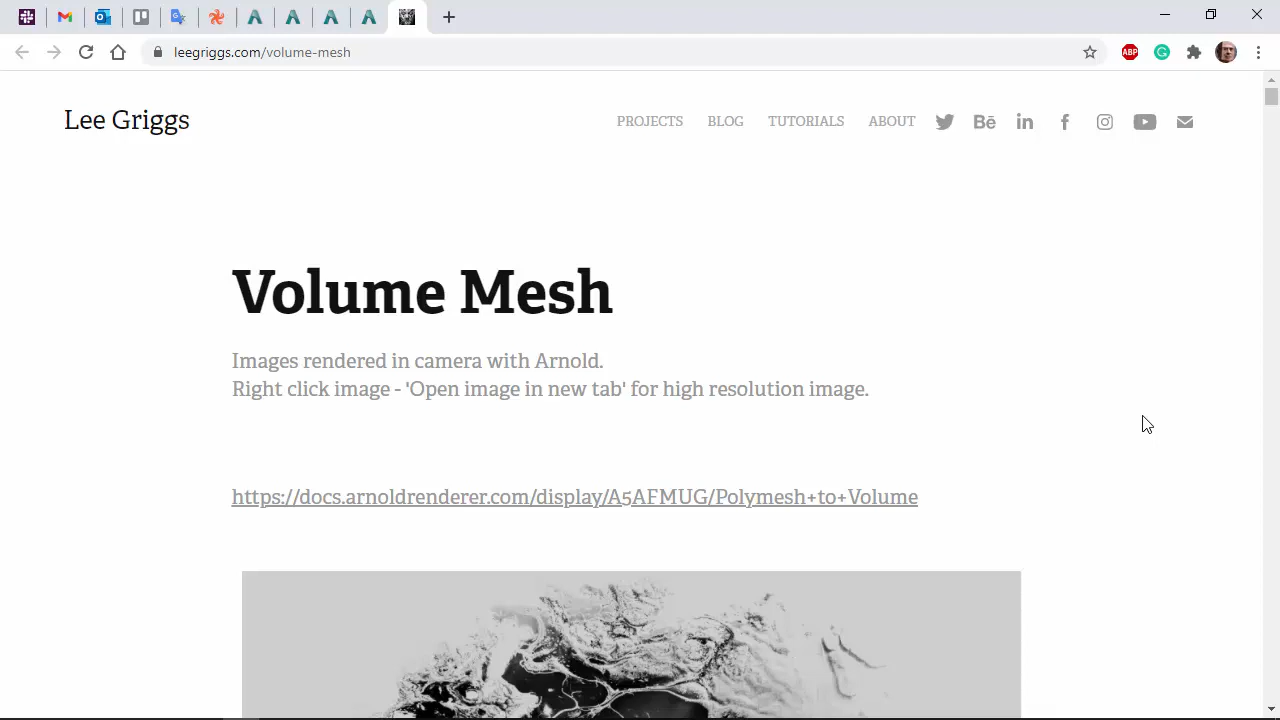 leegriggs.com/volume-mesh
ABP
Lee Griggs
PROJECTS BLOG TUTORIALS ABOUT
Volume Mesh
Images rendered in camera with Arnold.
Right click image - 'Open image in new tab' for high resolution image.
https://docs.arnoldrenderer.com/display/A5AFMUG/Polymesh+to+Volume